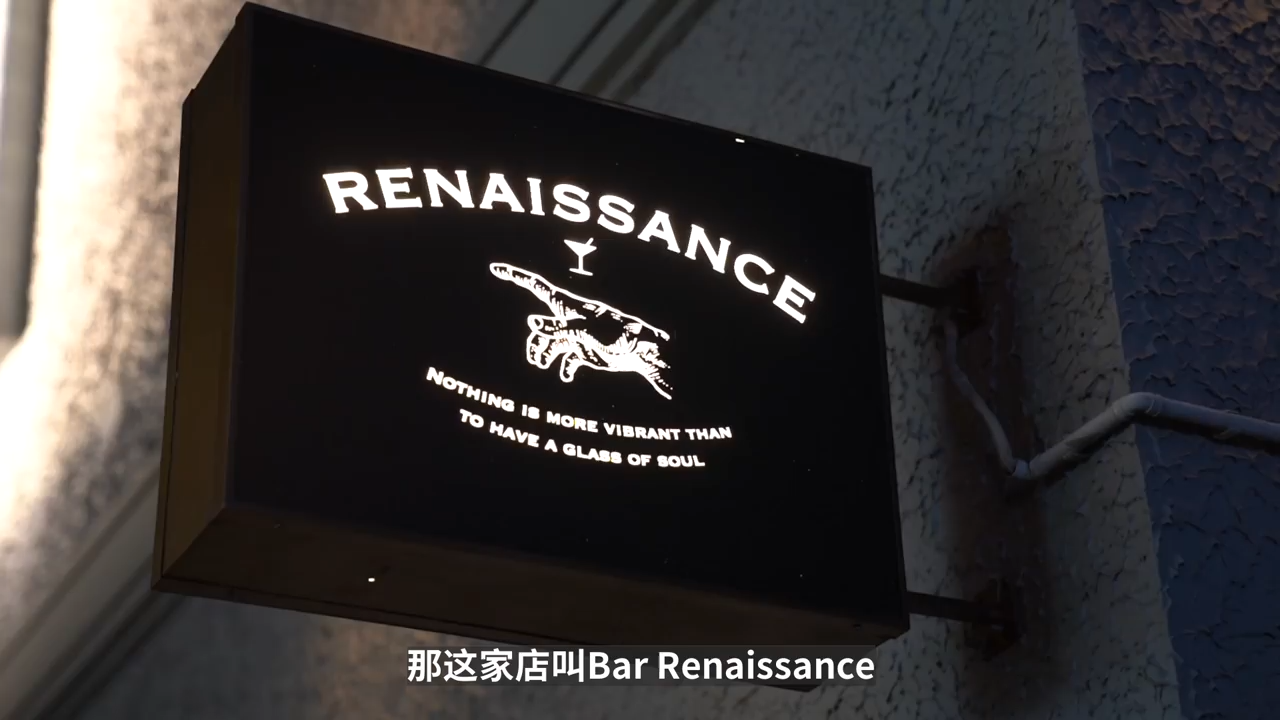 RENAISSANCE
NOTHING IS MORE VIBRANT THAN
TO HAVE A GLASS OF SOUL
那这家店叫Bar Renaissance